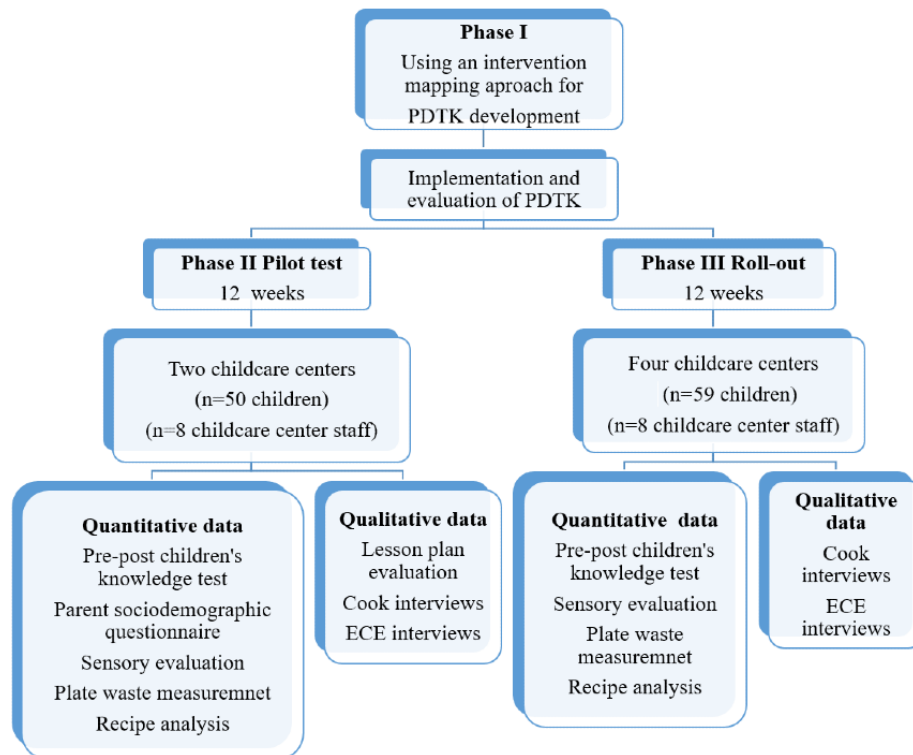 Phase I
Using an intervention
mapping aproach for
PDTK development
Implementation and
evaluation of PDTK
Phase II Pilot test
12 weeks
Phase III Roll-out
12 weeks
Two childcare centers
(n=50 children)
(n=8 childcare center staff)
Four childcare centers
(n=59 children)
(n=8 childcare center staff)
Quantitative data
Pre-post children's
knowledge test
Parent sociodemographic
questionnaire
Sensory evaluation
Plate waste measuremnet
Recipe analysis
Qualitative data
Lesson plan
evaluation
Cook interviews
ECE interviews
Quantitative data
Pre-post children's
knowledge test
Sensory evaluation
Plate waste
measuremnet
Recipe analysis
Qualitative
data
Cook
interviews
ECE
interviews